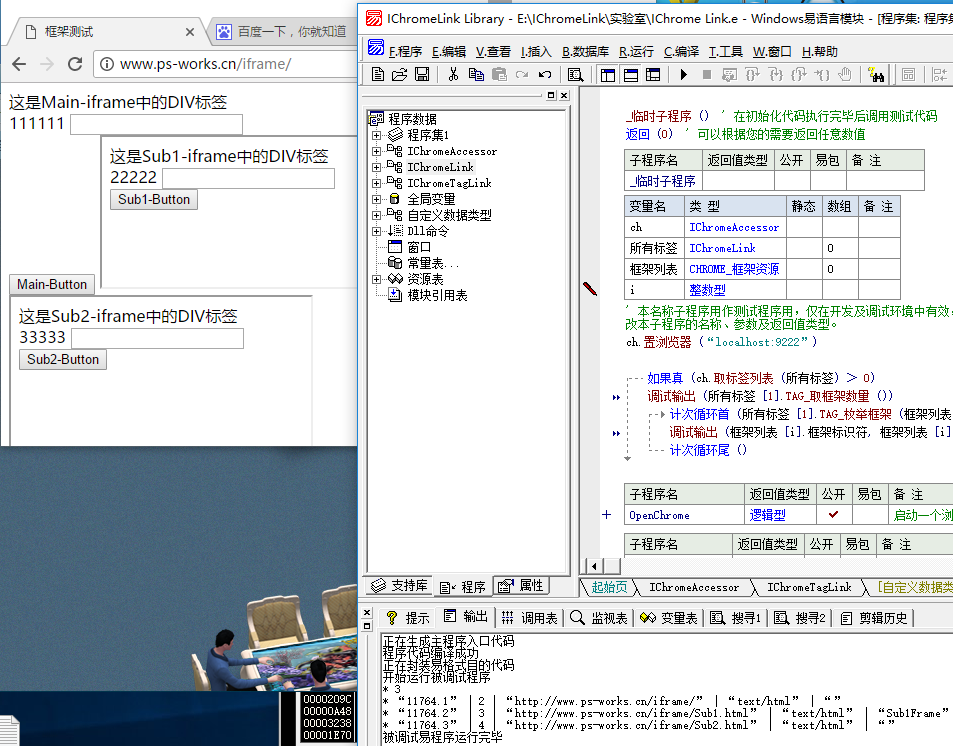 框架测试
百度一下，你就知道
www.ps-works.cn/iframe/
这是Main-iframe中的DIV标签
111111
这是Sub1-iframe中的DIV标签
22222
Sub1-Button
Main-Button
这是Sub2-iframe中的DIV标签
33333
Sub2-Button
0000209C
00000A48
00003238
00001E70
IChromeLink Library - E:\IChromeLink\实验室\IChrome Link.e - Windows易语言模块 - [程序集: 程序
F.程序 E.编辑 V.查看 I.插入 B.数据库 R.运行 C.编译 T.工具 W.窗口 H.帮助
程序数据
程序集1
IChromeAccessor
IChromeLink
IChromeTagLink
全局变量
自定义数据类型
Dll命令
窗口
常量表...
资源表
模块引用表
支持库 程序 属性
_临时子程序 () ' 在初始化代码执行完毕后调用测试代码
返回 (0) ' 可以根据您的需要返回任意数值
子程序名 返回值类型 公开 易包 备 注
_临时子程序
变量名 类 型 静态 数组 备 注
ch IChromeAccessor
所有标签 IChromeLink 0
框架列表 CHROME_框架资源 0
i 整数型
' 本名称子程序用作测试程序用，仅在开发及调试环境中有效，
改本子程序的名称、参数及返回值类型。
ch.置浏览器 (“localhost:9222”)
如果真 (ch.取标签列表 (所有标签) ＞ 0)
调试输出 (所有标签 [1].TAG_取框架数量 ())
计次循环首 (所有标签 [1].TAG_枚举框架 (框架列表
调试输出 (框架列表 [i].框架标识符, 框架列表 [i]
计次循环尾 ()
子程序名 返回值类型 公开 易包 备 注
OpenChrome 逻辑型 启动一个浏
子程序名 返回值类型 公开 易包 备 注
起始页 IChromeAccessor IChromeTagLink [自定义数据类
提示 输出 调用表 监视表 变量表 搜寻1 搜寻2 剪辑历史
正在生成主程序入口代码
程序代码编译成功
正在封装易格式目的代码
开始运行被调试程序
* 3
* “11764.1” | 2 | “http://www.ps-works.cn/iframe/” | “text/html” | “”
* “11764.2” | 3 | “http://www.ps-works.cn/iframe/Sub1.html” | “text/html” | “Sub1Frame”
* “11764.3” | 4 | “http://www.ps-works.cn/iframe/Sub2.html” | “text/html” | “”
被调试易程序运行完毕